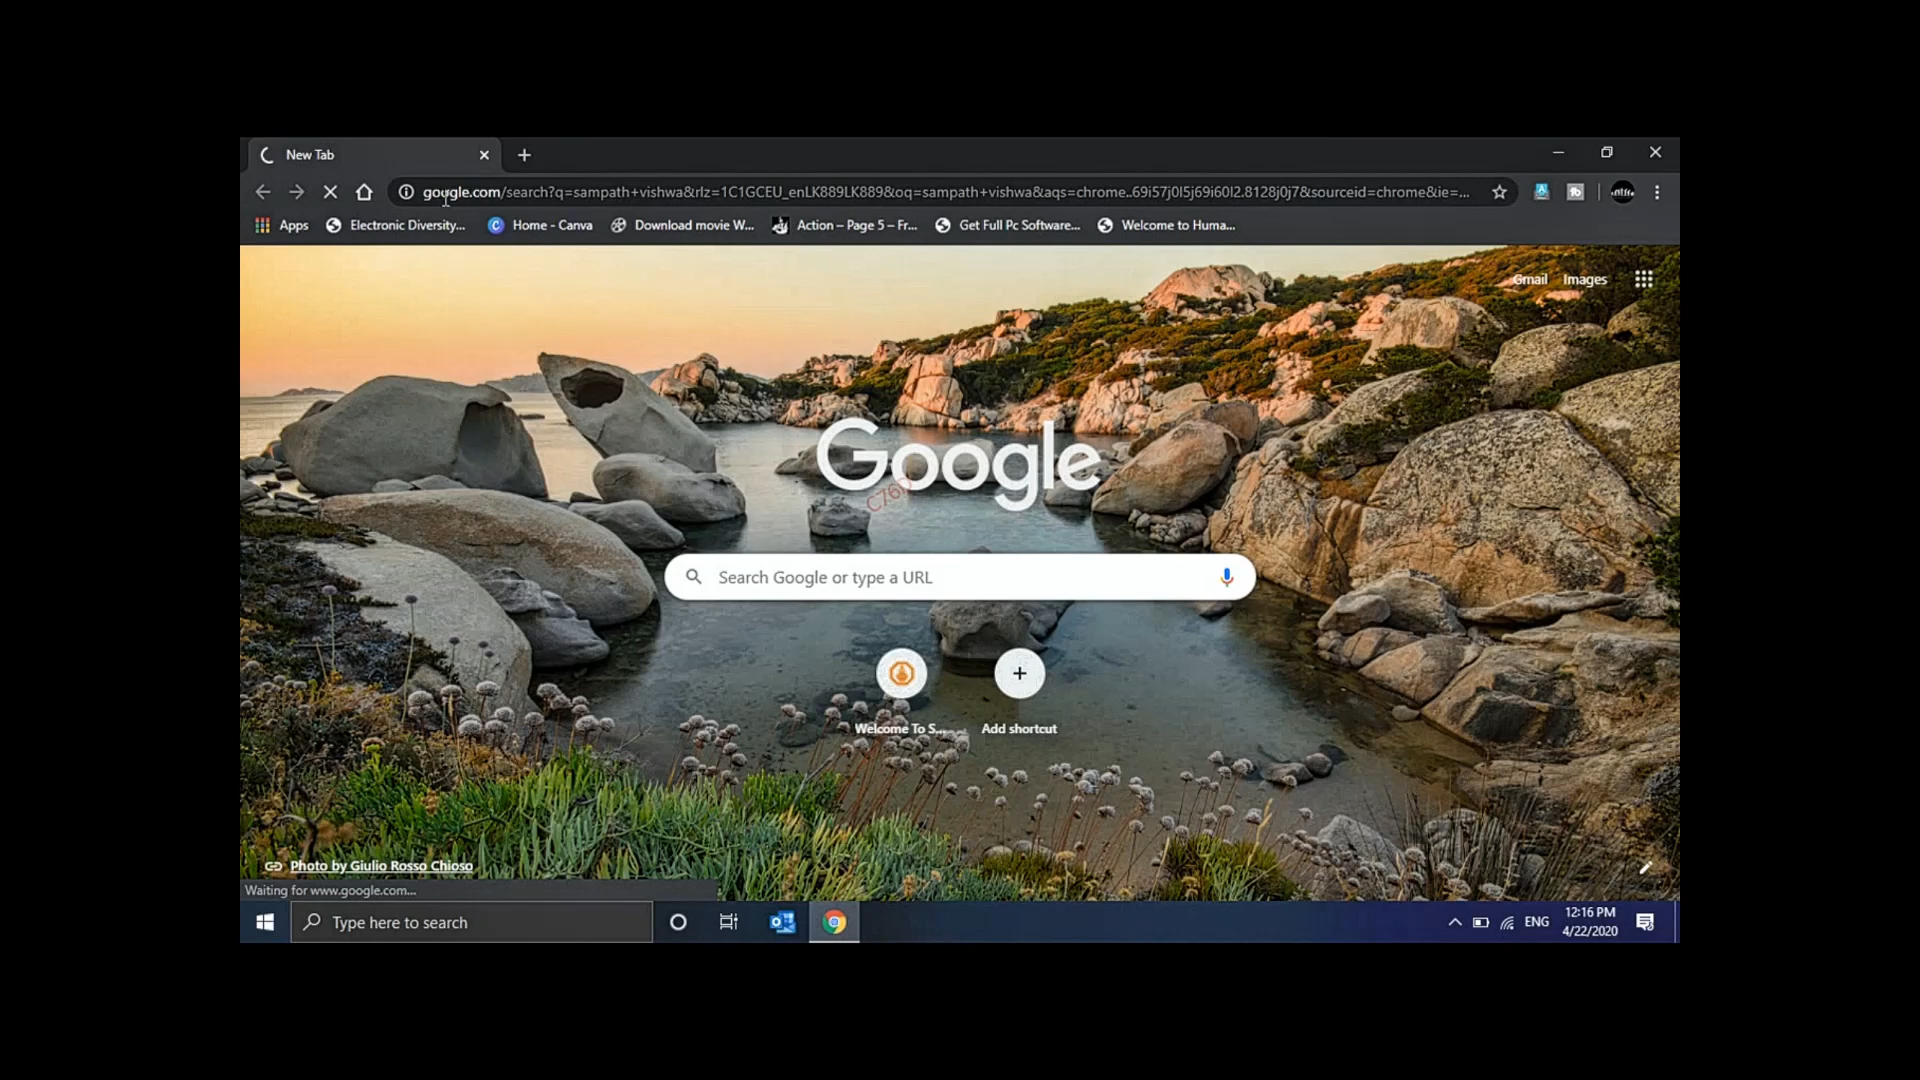 New Tab
google.com/search?q=sampath+vishwa&rlz=1C1GCEU_enLK889LK889&oq=sampath+vishwa&aqs=chrome..69i57j0l5j69i60l2.8128j0j7&sourceid=chrome&ie=...
Apps Electronic Diversity... Home - Canva Download movie W... Action – Page 5 – Fr... Get Full Pc Software... Welcome to Huma...
Gmail Images
Google
C76D
Search Google or type a URL
Welcome To S... Add shortcut
Photo by Giulio Rosso Chioso
Waiting for www.google.com...
Type here to search
ENG
12:16 PM
4/22/2020